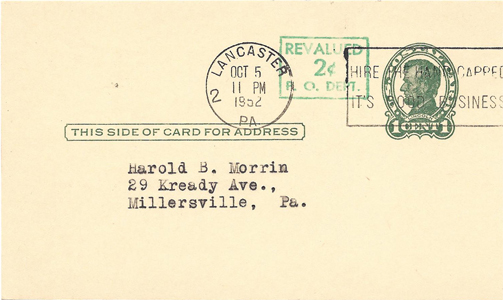 LANCASTER
OCT 5
11 PM
1952
2
PA.
REVALUED
2¢
P. O. DEPT.
HIRE THE HANDICAPPED
IT'S GOOD BUSINESS
LINCOLN
1 CENT 1
THIS SIDE OF CARD FOR ADDRESS
Harold B. Morrin
29 Kready Ave.,
Millersville, Pa.